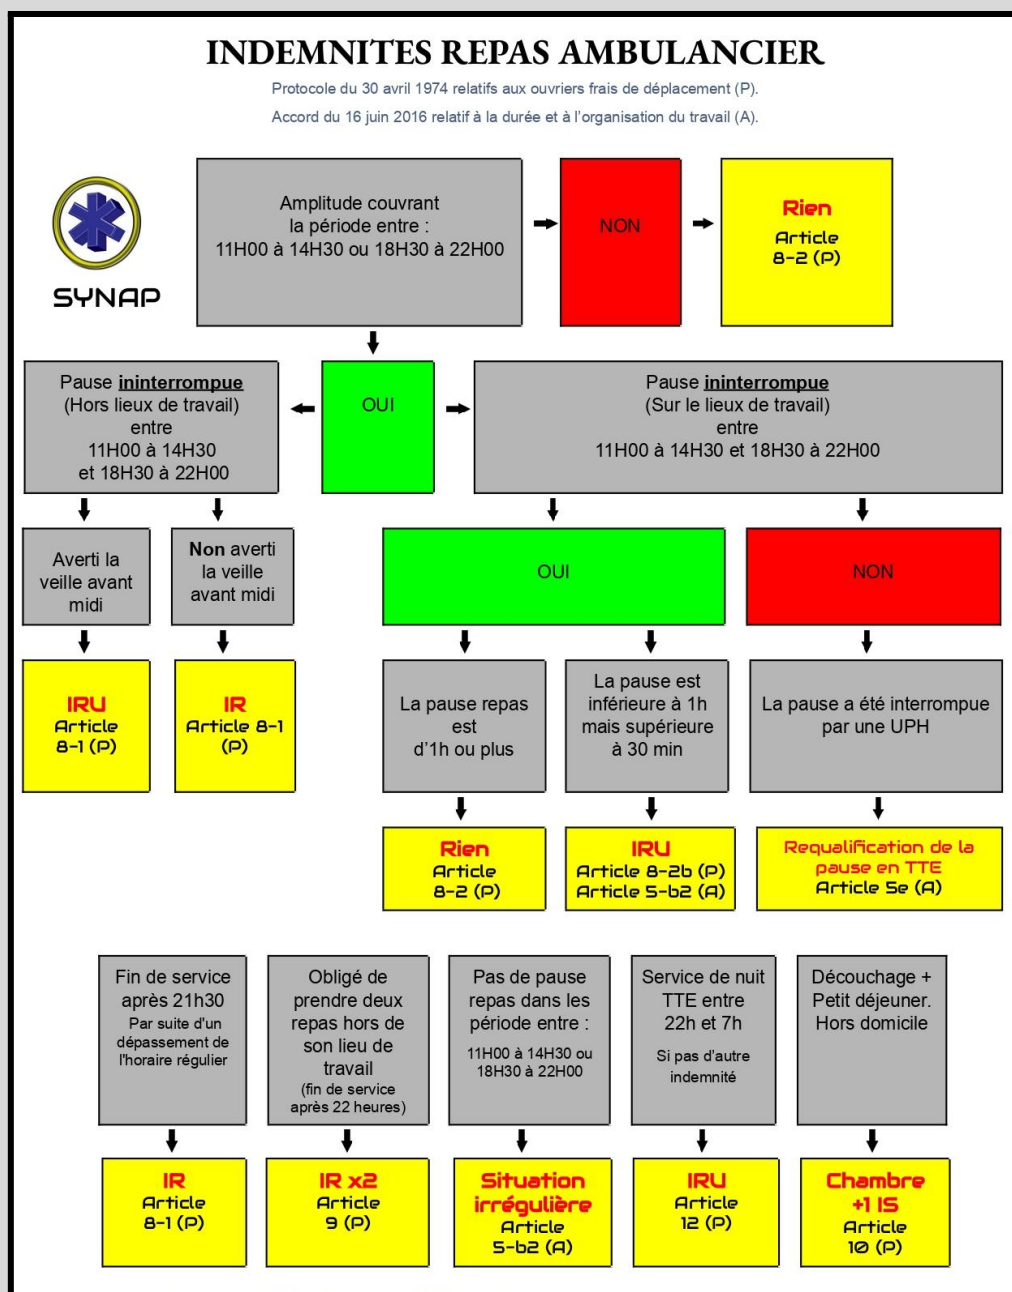 INDEMNITES REPAS AMBULANCIER
Protocole du 30 avril 1974 relatifs aux ouvriers frais de déplacement (P).
Accord du 16 juin 2016 relatif à la durée et à l'organisation du travail (A).
SYNAP
Amplitude couvrant
la période entre :
11H00 à 14H30 ou 18H30 à 22H00
NON
Rien
Article
8-2 (P)
Pause ininterrompue
(Hors lieux de travail)
entre
11H00 à 14H30
et 18H30 à 22H00
OUI
Pause ininterrompue
(Sur le lieux de travail)
entre
11H00 à 14H30 et 18H30 à 22H00
Averti la
veille avant
midi
Non averti
la veille
avant midi
OUI
NON
IRU
Article
8-1 (P)
IR
Article 8-1
(P)
La pause repas
est
d'1h ou plus
La pause est
inférieure à 1h
mais supérieure
à 30 min
La pause a été interrompue
par une UPH
Rien
Article
8-2 (P)
IRU
Article 8-2b (P)
Article 5-b2 (A)
Requalification de la
pause en TTE
Article 5e (A)
Fin de service
après 21h30
Par suite d'un
dépassement de
l'horaire régulier
Obligé de
prendre deux
repas hors de
son lieu de
travail
(fin de service
après 22 heures)
Pas de pause
repas dans les
période entre :
11H00 à 14H30 ou
18H30 à 22H00
Service de nuit
TTE entre
22h et 7h
Si pas d'autre
indemnité
Découchage +
Petit déjeuner.
Hors domicile
IR
Article
8-1 (P)
IR x2
Article
9 (P)
Situation
irrégulière
Article
5-b2 (A)
IRU
Article
12 (P)
Chambre
+1 IS
Article
10 (P)